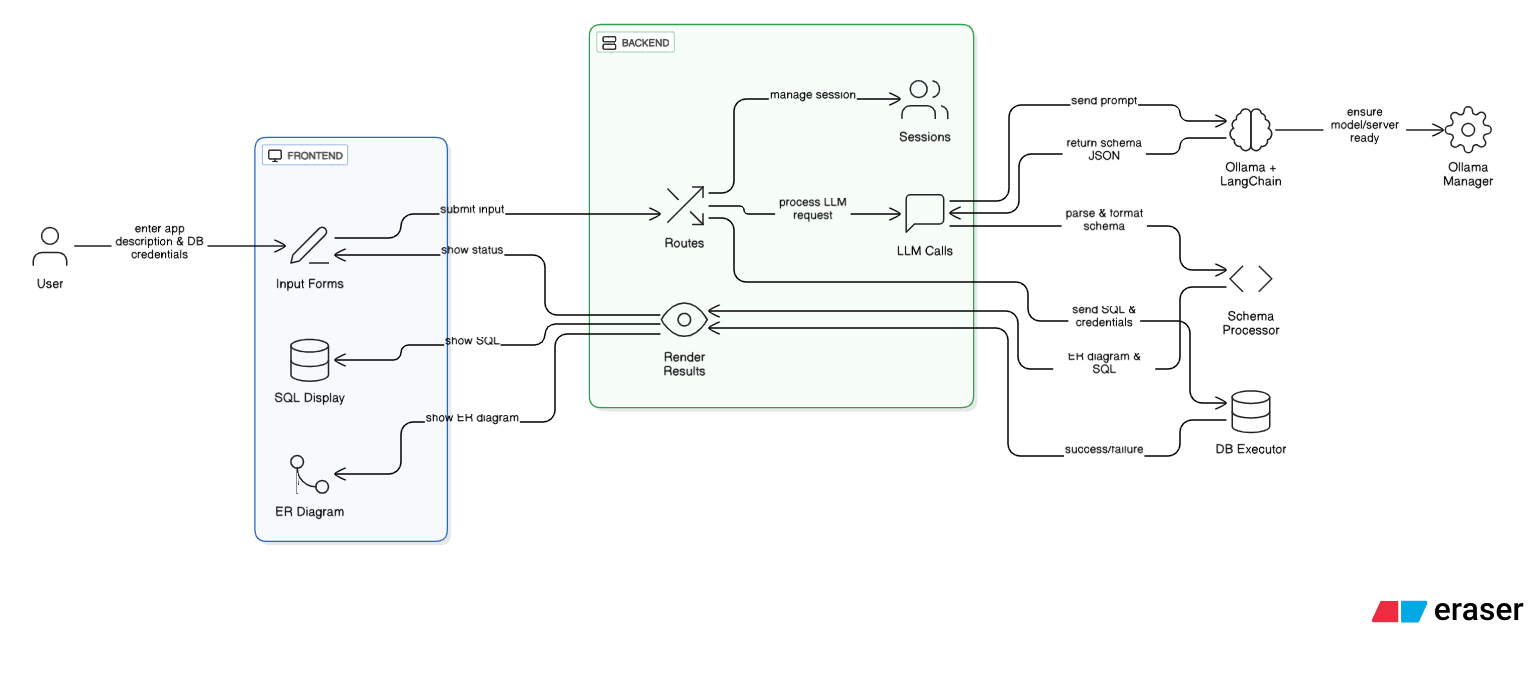 BACKEND
manage session
Sessions
send prompt
return schema
JSON
Ollama +
LangChain
ensure
model/server
ready
Ollama
Manager
FRONTEND
User
enter app
description & DB
credentials
Input Forms
submit input
show status
Routes
process LLM
request
LLM Calls
parse & format
schema
Schema
Processor
send SQL &
credentials
ER diagram &
SQL
Render
Results
show SQL
SQL Display
show ER diagram
ER Diagram
success/failure
DB Executor
eraser